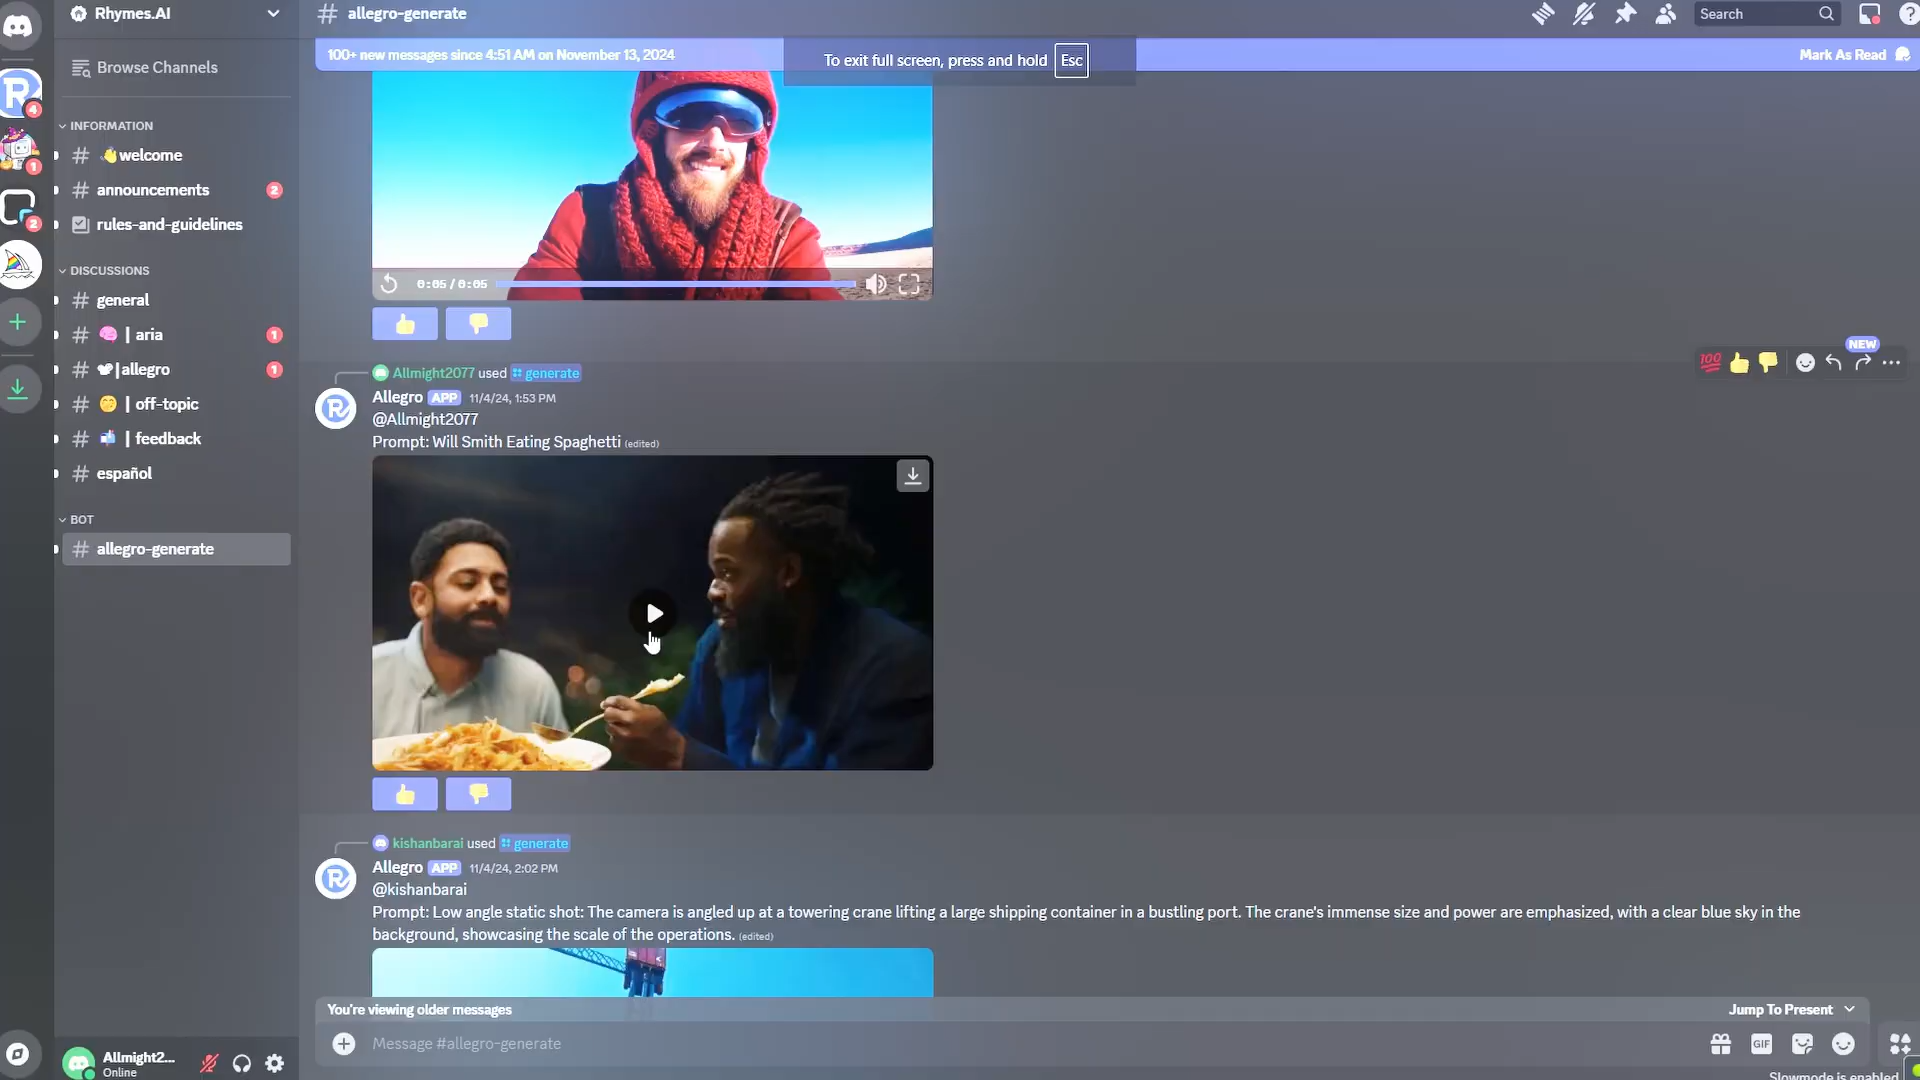 Rhymes.AI
allegro-generate
Search
Browse Channels
100+ new messages since 4:51 AM on November 13, 2024
To exit full screen, press and hold Esc
Mark As Read
4
1
2
INFORMATION
welcome
announcements 2
rules-and-guidelines
DISCUSSIONS
general
| aria 1
|allegro 1
| off-topic
| feedback
español
BOT
allegro-generate
0:05 / 0:05
NEW
100
Allmight2077 used generate
Allegro APP 11/4/24, 1:53 PM
@Allmight2077
Prompt: Will Smith Eating Spaghetti (edited)
kishanbarai used generate
Allegro APP 11/4/24, 2:02 PM
@kishanbarai
Prompt: Low angle static shot: The camera is angled up at a towering crane lifting a large shipping container in a bustling port. The crane's immense size and power are emphasized, with a clear blue sky in the
background, showcasing the scale of the operations. (edited)
You're viewing older messages
Jump To Present
Message #allegro-generate
GIF
Allmight2...
Online
Slowmode is enabled